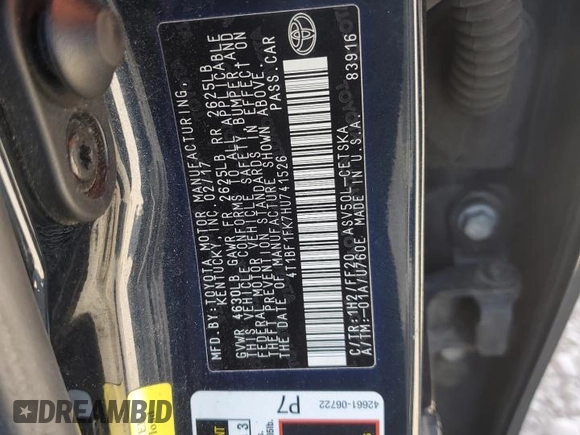 MFD. BY: TOYOTA MOTOR MANUFACTURING,
KENTUCKY, INC. 02/17
GVWR 4630LB GAWR FR 2625LB RR 2625LB
THIS VEHICLE CONFORMS TO ALL APPLICABLE
FEDERAL MOTOR VEHICLE SAFETY, BUMPER AND
THEFT PREVENTION STANDARDS IN EFFECT ON
THE DATE OF MANUFACTURE SHOWN ABOVE.
4T1BF1FK7HU741526 PASS. CAR
C/TR: 1H2/FF20 ASV50L-CETSKA 83916
A/TM: -01A/U760E MADE IN U.S.A.
42661-06722
P7
3
DREAMBID